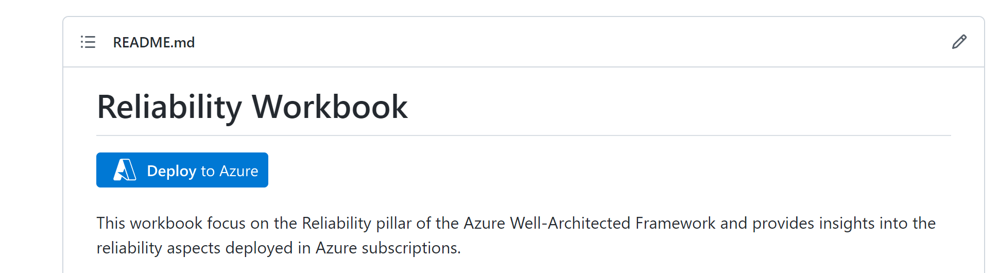 README.md
Reliability Workbook
Deploy to Azure
This workbook focus on the Reliability pillar of the Azure Well-Architected Framework and provides insights into the
reliability aspects deployed in Azure subscriptions.